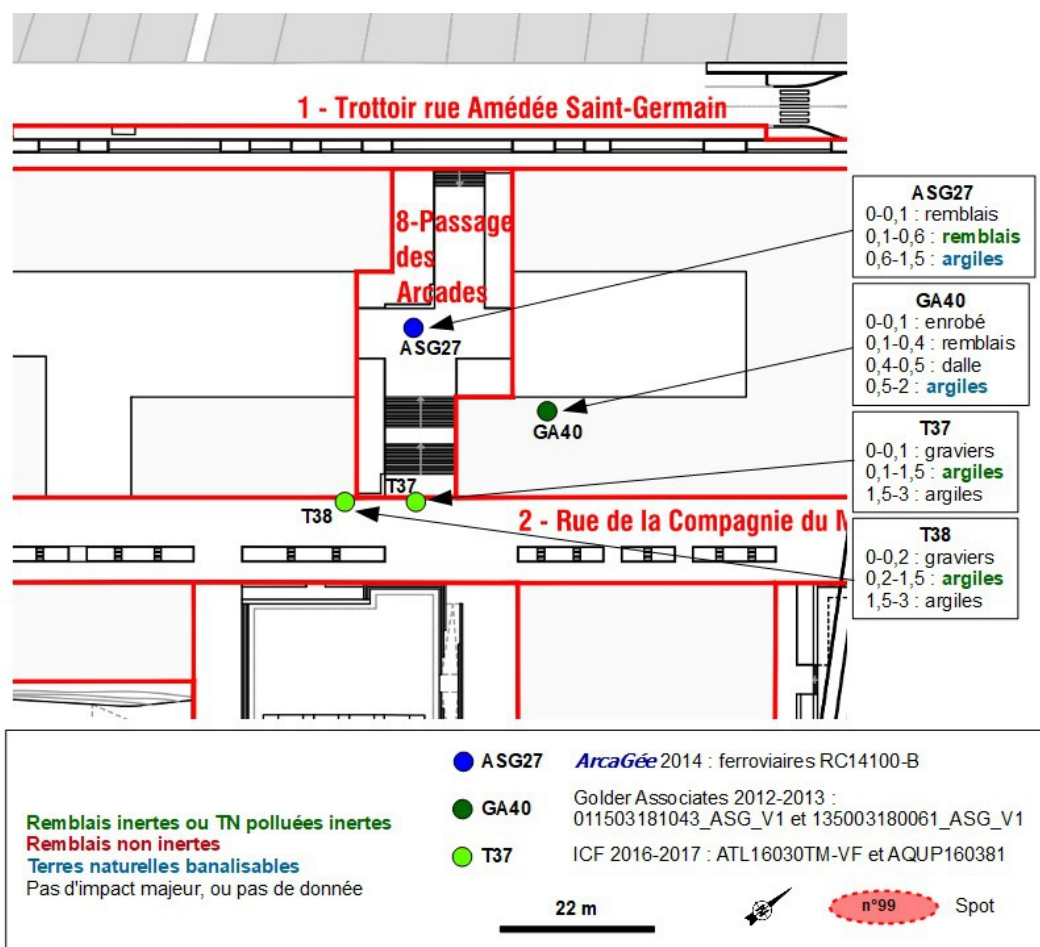 1 - Trottoir rue Amédée Saint-Germain
8-Passage
des
Arcades
ASG27
GA40
T37
T38
2 - Rue de la Compagnie du M
ASG27
0-0,1 : remblais
0,1-0,6 : remblais
0,6-1,5 : argiles
GA40
0-0,1 : enrobé
0,1-0,4 : remblais
0,4-0,5 : dalle
0,5-2 : argiles
T37
0-0,1 : graviers
0,1-1,5 : argiles
1,5-3 : argiles
T38
0-0,2 : graviers
0,2-1,5 : argiles
1,5-3 : argiles
Remblais inertes ou TN polluées inertes
Remblais non inertes
Terres naturelles banalisables
Pas d'impact majeur, ou pas de donnée
ASG27 ArcaGée 2014 : ferroviaires RC14100-B
GA40 Golder Associates 2012-2013 :
011503181043_ASG_V1 et 135003180061_ASG_V1
T37 ICF 2016-2017 : ATL16030TM-VF et AQUP160381
22 m
n°99 Spot